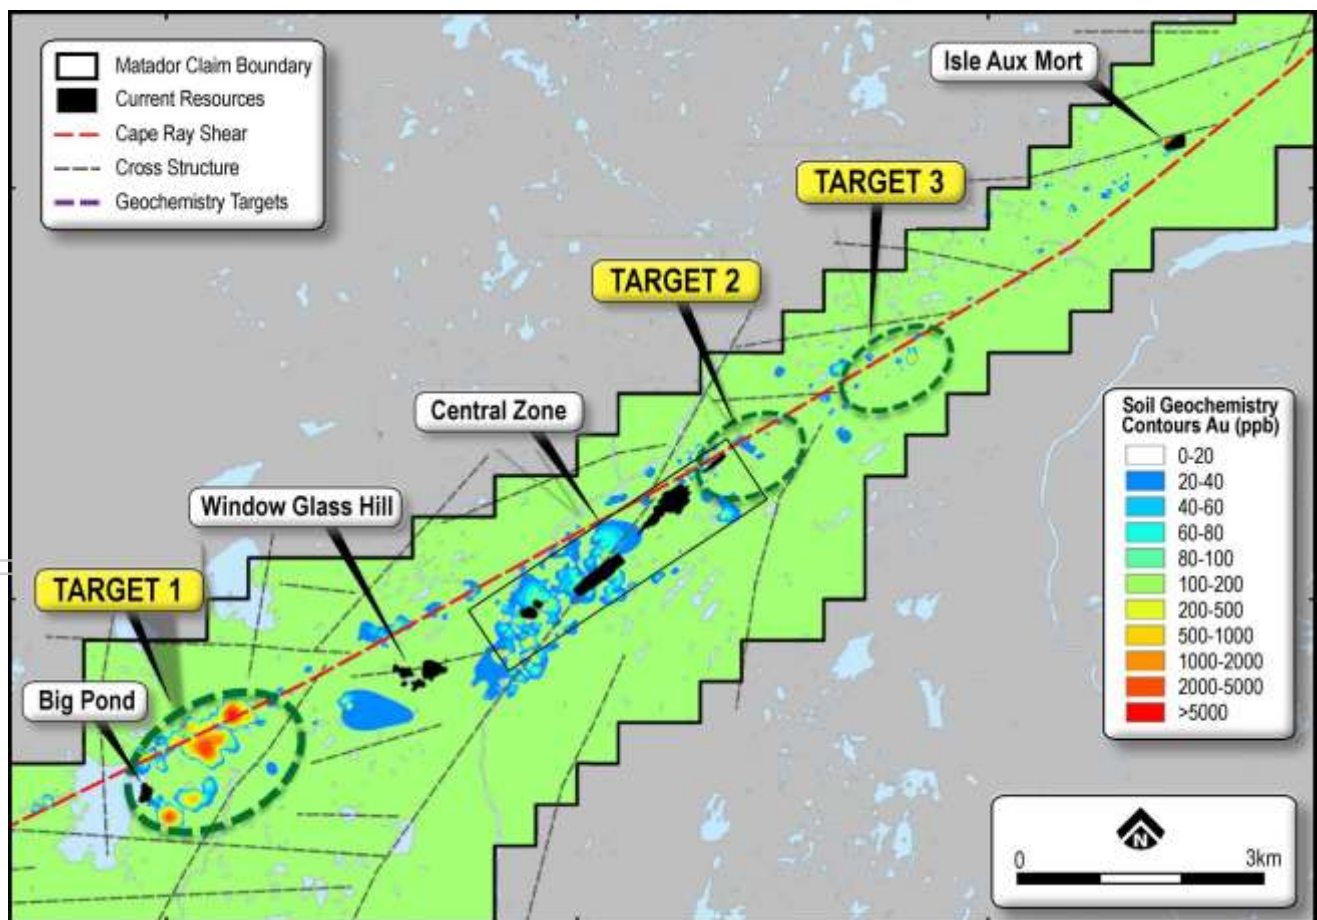 Matador Claim Boundary
Current Resources
Cape Ray Shear
Cross Structure
Geochemistry Targets
Isle Aux Mort
TARGET 3
TARGET 2
Central Zone
Window Glass Hill
TARGET 1
Big Pond
Soil Geochemistry
Contours Au (ppb)
0-20
20-40
40-60
60-80
80-100
100-200
200-500
500-1000
1000-2000
2000-5000
>5000
N
0
3km